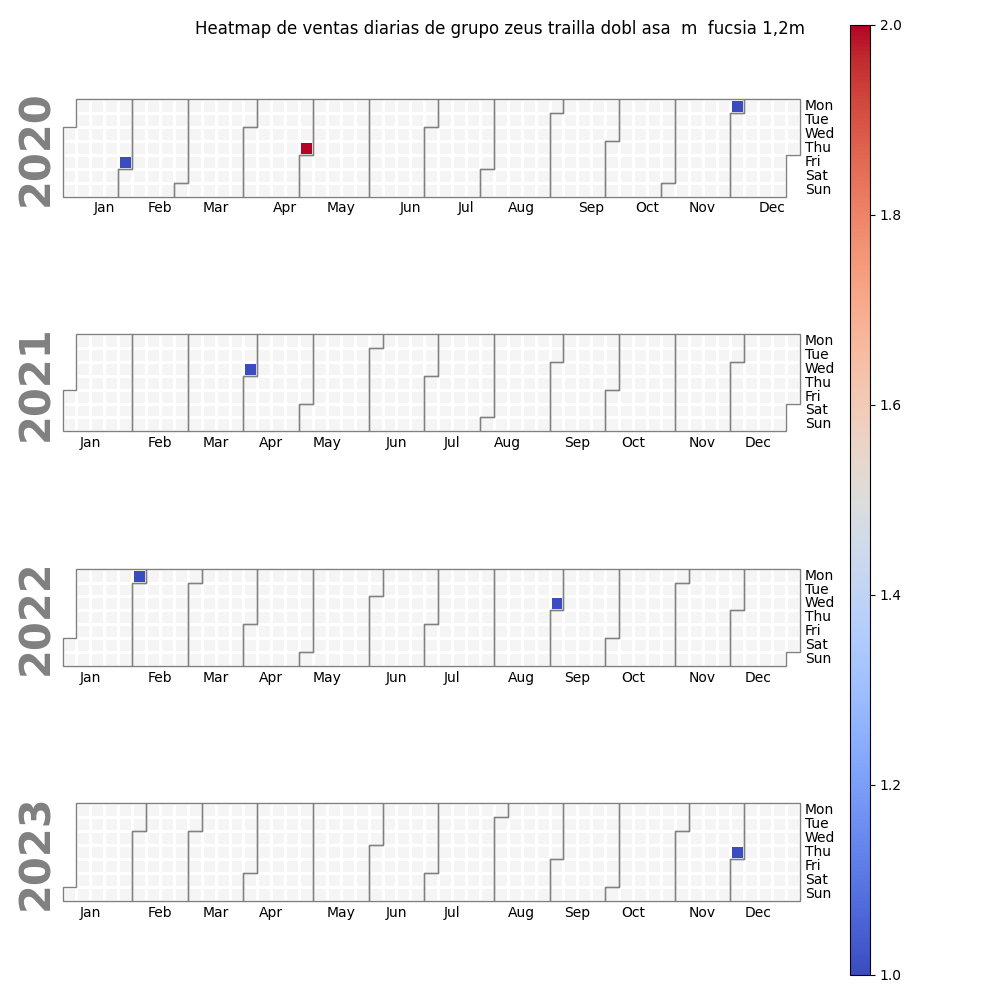 Heatmap de ventas diarias de grupo zeus trailla dobl asa  m  fucsia 1,2m
2020
Mon
Tue
Wed
Thu
Fri
Sat
Sun
Jan Feb Mar Apr May Jun Jul Aug Sep Oct Nov Dec
2021
Mon
Tue
Wed
Thu
Fri
Sat
Sun
Jan Feb Mar Apr May Jun Jul Aug Sep Oct Nov Dec
2022
Mon
Tue
Wed
Thu
Fri
Sat
Sun
Jan Feb Mar Apr May Jun Jul Aug Sep Oct Nov Dec
2023
Mon
Tue
Wed
Thu
Fri
Sat
Sun
Jan Feb Mar Apr May Jun Jul Aug Sep Oct Nov Dec
2.0
1.8
1.6
1.4
1.2
1.0